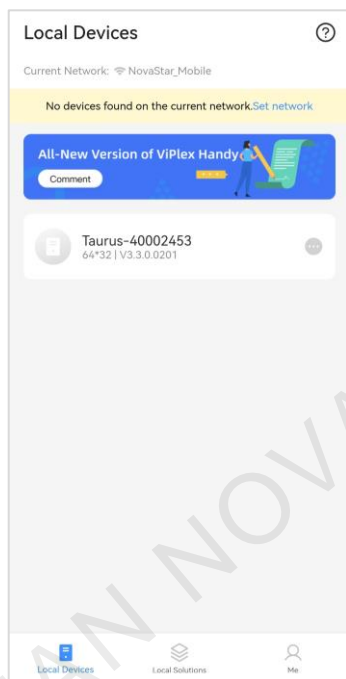 Local Devices
Current Network: NovaStar_Mobile
No devices found on the current network.Set network
All-New Version of ViPlex Handy
Comment
Taurus-40002453
64*32 | V3.3.0.0201
Local Devices
Local Solutions
Me